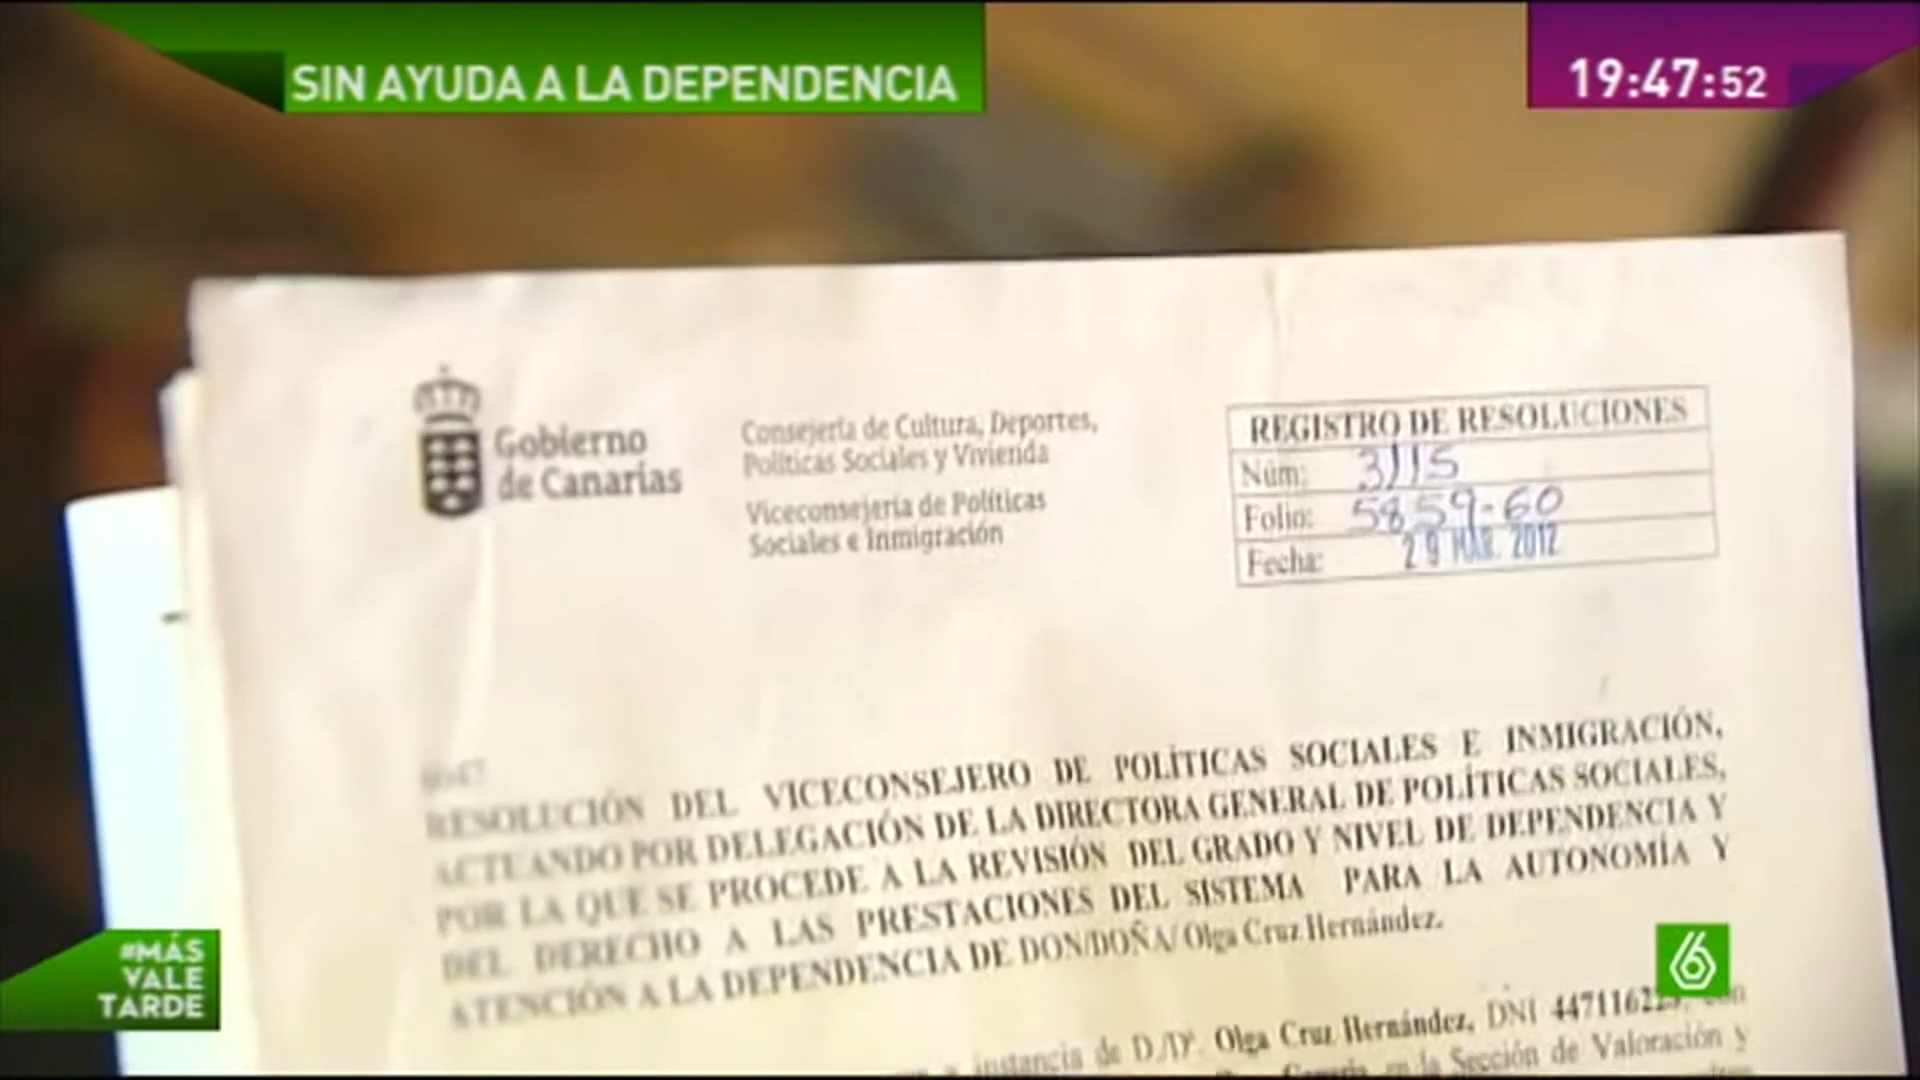 SIN AYUDA A LA DEPENDENCIA
19:47:52
Gobierno
de Canarias
Consejería de Cultura, Deportes,
Políticas Sociales y Vivienda
Viceconsejería de Políticas
Sociales e Inmigración
REGISTRO DE RESOLUCIONES
Núm: 3115
Folio: 5859-60
Fecha: 29 MAR. 2012
RESOLUCIÓN DEL VICECONSEJERO DE POLÍTICAS SOCIALES E INMIGRACIÓN,
ACTUANDO POR DELEGACIÓN DE LA DIRECTORA GENERAL DE POLÍTICAS SOCIALES,
POR LA QUE SE PROCEDE A LA REVISIÓN DEL GRADO Y NIVEL DE DEPENDENCIA Y
DEL DERECHO A LAS PRESTACIONES DEL SISTEMA PARA LA AUTONOMÍA Y
ATENCIÓN A LA DEPENDENCIA DE DON/DOÑA/ Olga Cruz Hernández.
instancia de D./Dª. Olga Cruz Hernández, DNI
en la Sección de Valoración y
#MÁS
VALE
TARDE
6